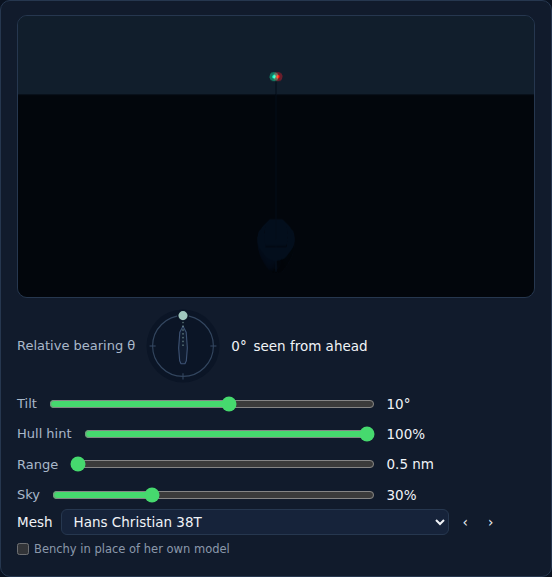 Relative bearing θ 0° seen from ahead
Tilt 10°
Hull hint 100%
Range 0.5 nm
Sky 30%
Mesh Hans Christian 38T ‹ ›
Benchy in place of her own model